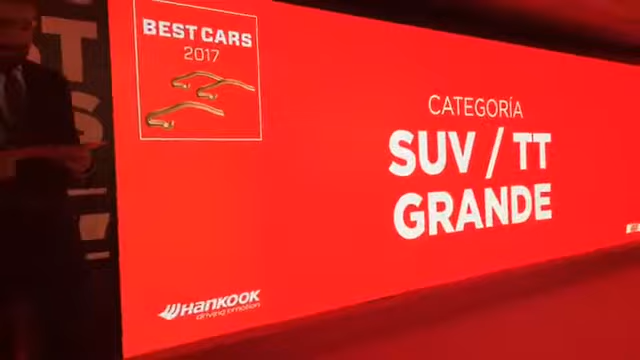 BEST CARS
2017
CATEGORÍA
SUV / TT
GRANDE
HANKOOK
driving emotion